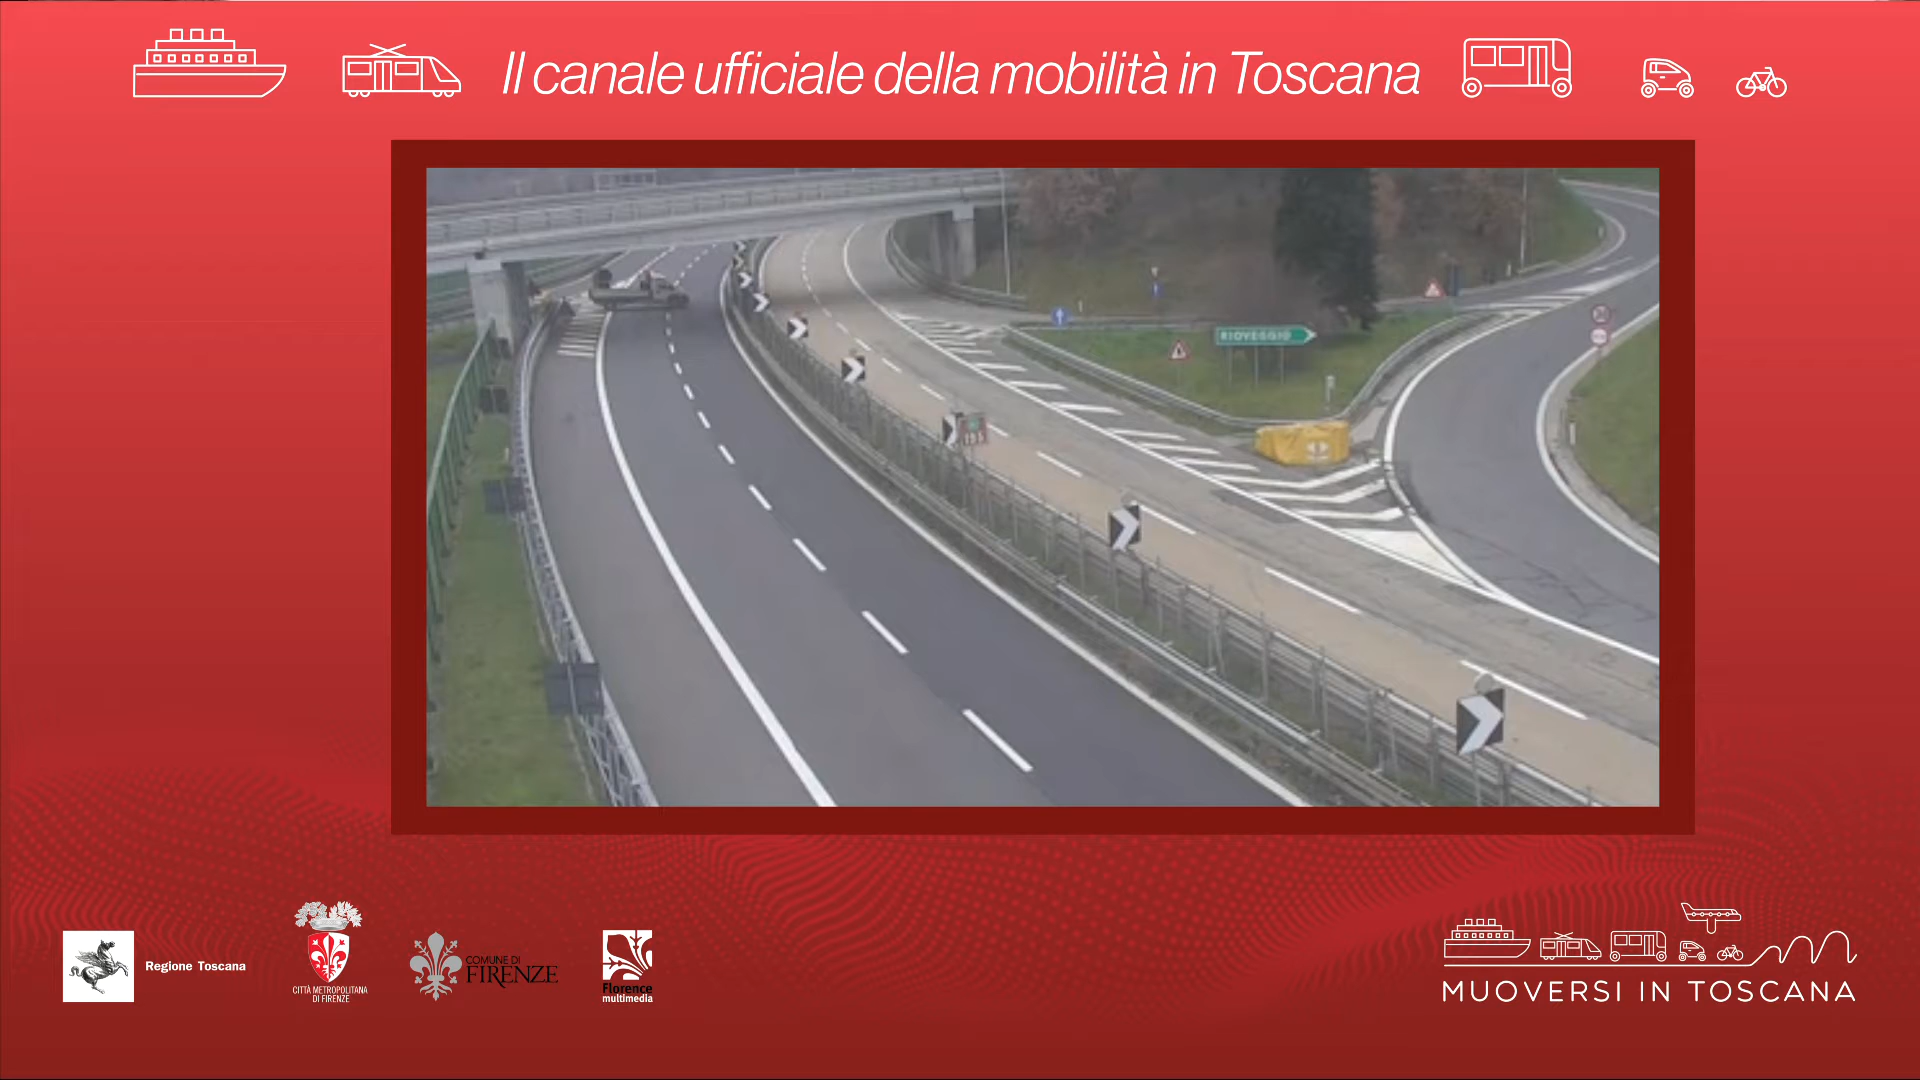 Il canale ufficiale della mobilità in Toscana
RIOVEGGIO
195
Regione Toscana
CITTÀ METROPOLITANA
DI FIRENZE
COMUNE DI
FIRENZE
Florence
multimedia
MUOVERSI IN TOSCANA